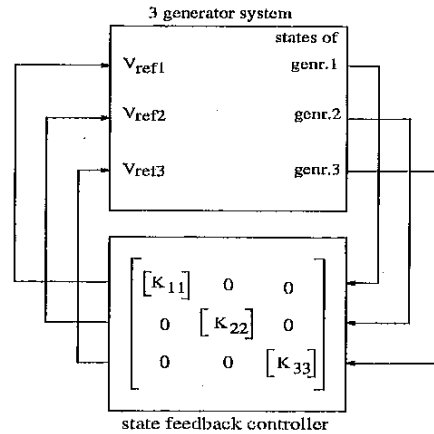 3 generator system
states of
Vref1 genr.1
Vref2 genr.2
Vref3 genr.3
[K11] 0 0
0 [K22] 0
0 0 [K33]
state feedback controller